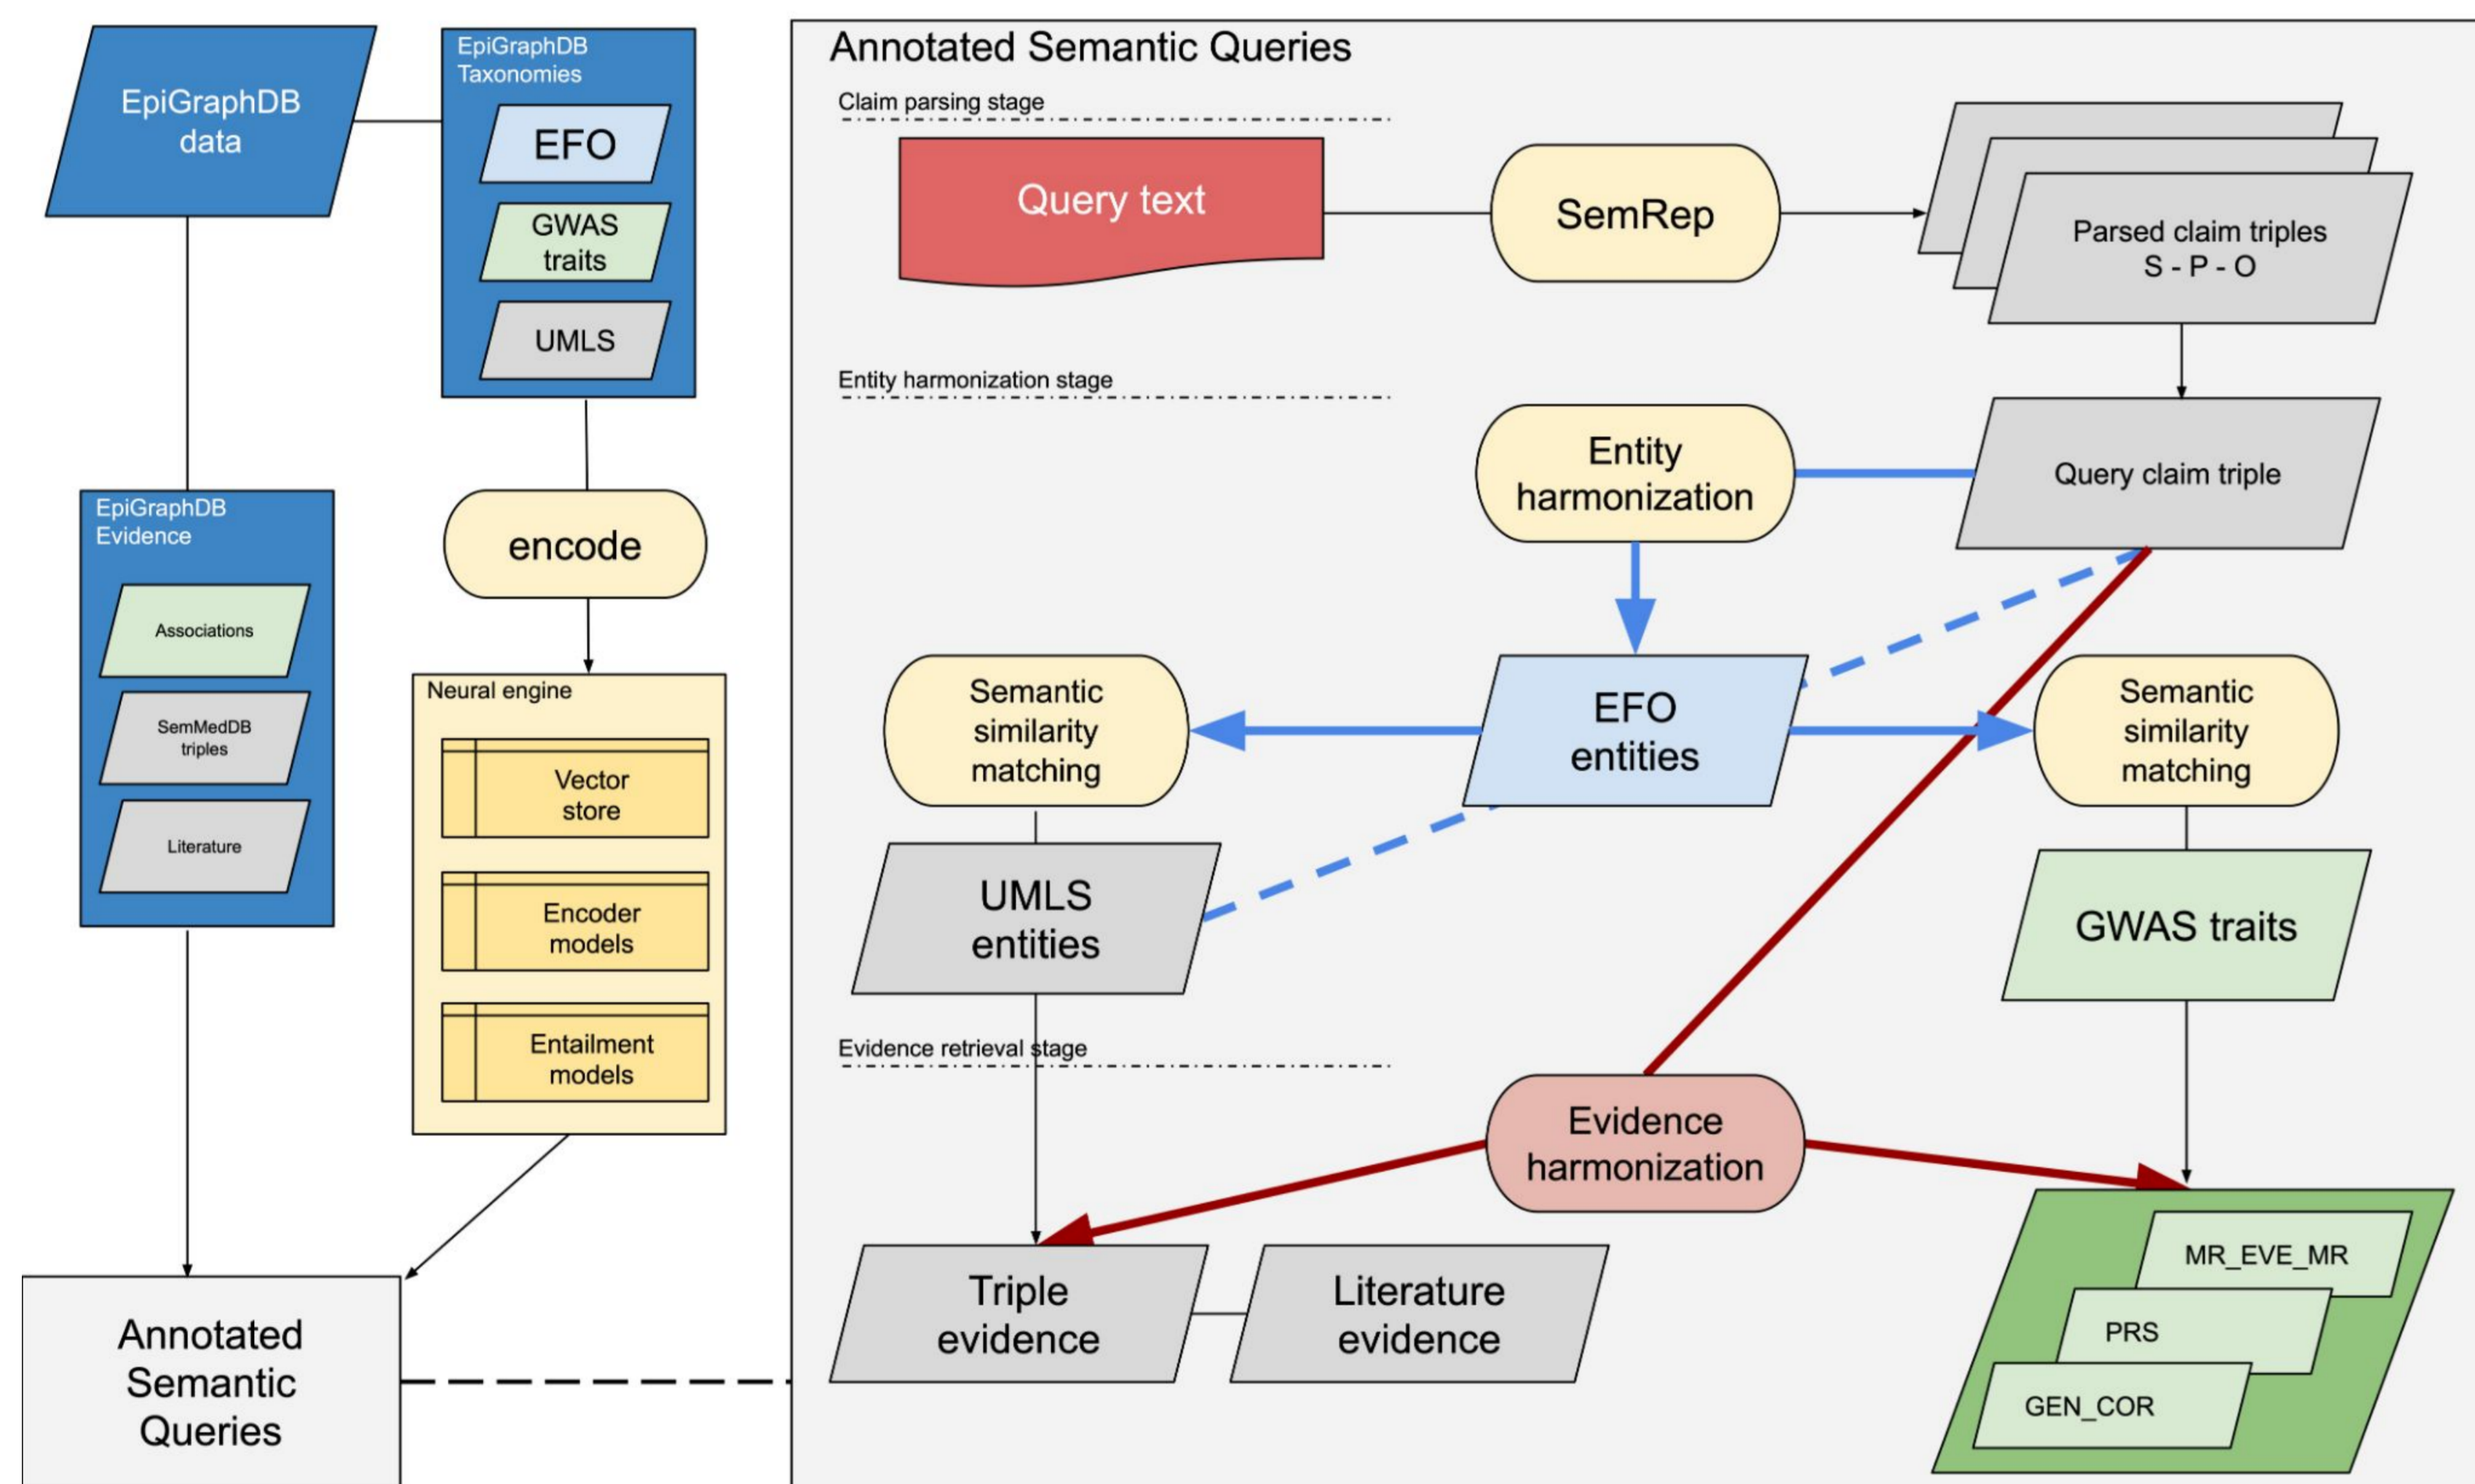 EpiGraphDB
data
EpiGraphDB
Taxonomies
EFO
GWAS
traits
UMLS
EpiGraphDB
Evidence
Associations
SemMedDB
triples
Literature
encode
Neural engine
Vector
store
Encoder
models
Entailment
models
Annotated
Semantic
Queries
Annotated Semantic Queries
Claim parsing stage
Query text
SemRep
Parsed claim triples
S - P - O
Entity harmonization stage
Entity
harmonization
Query claim triple
Semantic
similarity
matching
EFO
entities
Semantic
similarity
matching
UMLS
entities
GWAS traits
Evidence retrieval stage
Evidence
harmonization
Triple
evidence
Literature
evidence
MR_EVE_MR
PRS
GEN_COR